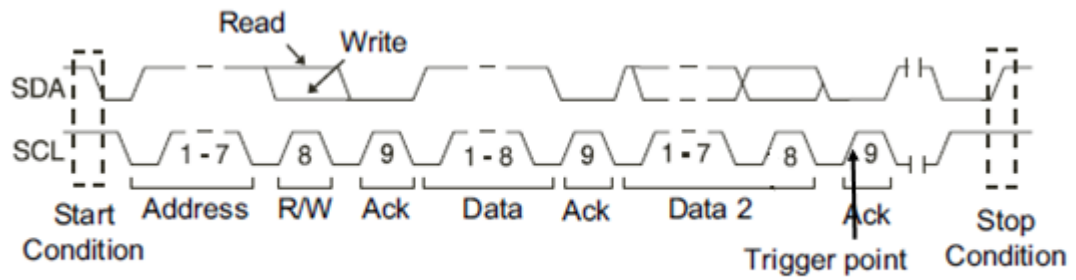 Read
Write
SDA
SCL
1 - 7 8 9 1 - 8 9 1 - 7 8 9
Address R/W Ack Data Ack Data 2 Ack
Start
Condition
Trigger point
Stop
Condition